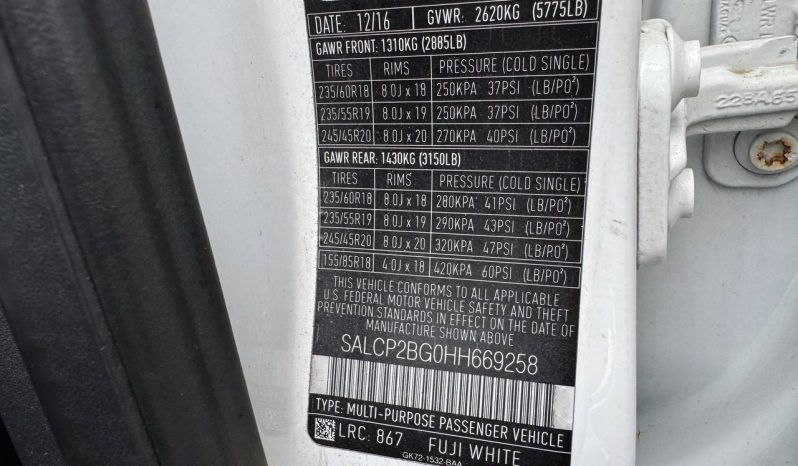 DATE: 12/16 GVWR: 2620KG (5775LB)
GAWR FRONT: 1310KG (2885LB)
TIRES RIMS PRESSURE (COLD SINGLE)
235/60R18 8.0J x 18 250KPA 37PSI (LB/PO²)
235/55R19 8.0J x 19 250KPA 37PSI (LB/PO²)
245/45R20 8.0J x 20 270KPA 40PSI (LB/PO²)
GAWR REAR: 1430KG (3150LB)
TIRES RIMS PRESSURE (COLD SINGLE)
235/60R18 8.0J x 18 280KPA 41PSI (LB/PO²)
235/55R19 8.0J x 19 290KPA 43PSI (LB/PO²)
245/45R20 8.0J x 20 320KPA 47PSI (LB/PO²)
155/85R18 4.0J x 18 420KPA 60PSI (LB/PO²)
THIS VEHICLE CONFORMS TO ALL APPLICABLE
U.S. FEDERAL MOTOR VEHICLE SAFETY AND THEFT
PREVENTION STANDARDS IN EFFECT ON THE DATE OF
MANUFACTURE SHOWN ABOVE
SALCP2BG0HH669258
TYPE: MULTI-PURPOSE PASSENGER VEHICLE
LRC: 867 FUJI WHITE
GK72-1532-BAA